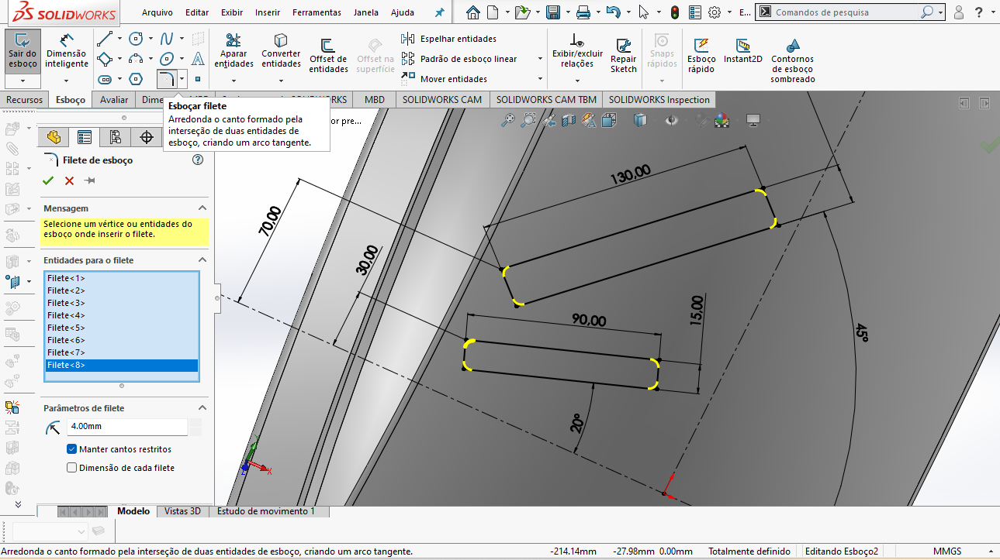 SOLIDWORKS
Arquivo Editar Exibir Inserir Ferramentas Janela Ajuda
E...
Comandos de pesquisa
?
Sair do esboço
Dimensão inteligente
Aparar entidades
Converter entidades
Offset de entidades
Offset na superfície
Espelhar entidades
Padrão de esboço linear
Mover entidades
Exibir/excluir relações
Repair Sketch
Snaps rápidos
Esboço rápido
Instant2D
Contornos de esboço sombreado
Recursos Esboço Avaliar MBD SOLIDWORKS CAM SOLIDWORKS CAM TBM SOLIDWORKS Inspection
Esboçar filete
Arredonda o canto formado pela
interseção de duas entidades de
esboço, criando um arco tangente.
or pre...
Filete de esboço
?
Mensagem
Selecione um vértice ou entidades do
esboço onde inserir o filete.
Entidades para o filete
Filete<1>
Filete<2>
Filete<3>
Filete<4>
Filete<5>
Filete<6>
Filete<7>
Filete<8>
Parâmetros de filete
4.00mm
Manter cantos restritos
Dimensão de cada filete
130,00
70,00
30,00
90,00
15,00
45°
20°
Y
X
Z
Modelo Vistas 3D Estudo de movimento 1
Arredonda o canto formado pela interseção de duas entidades de esboço, criando um arco tangente.
-214.14mm -27.98mm 0.00mm Totalmente definido Editando Esboço2 MMGS